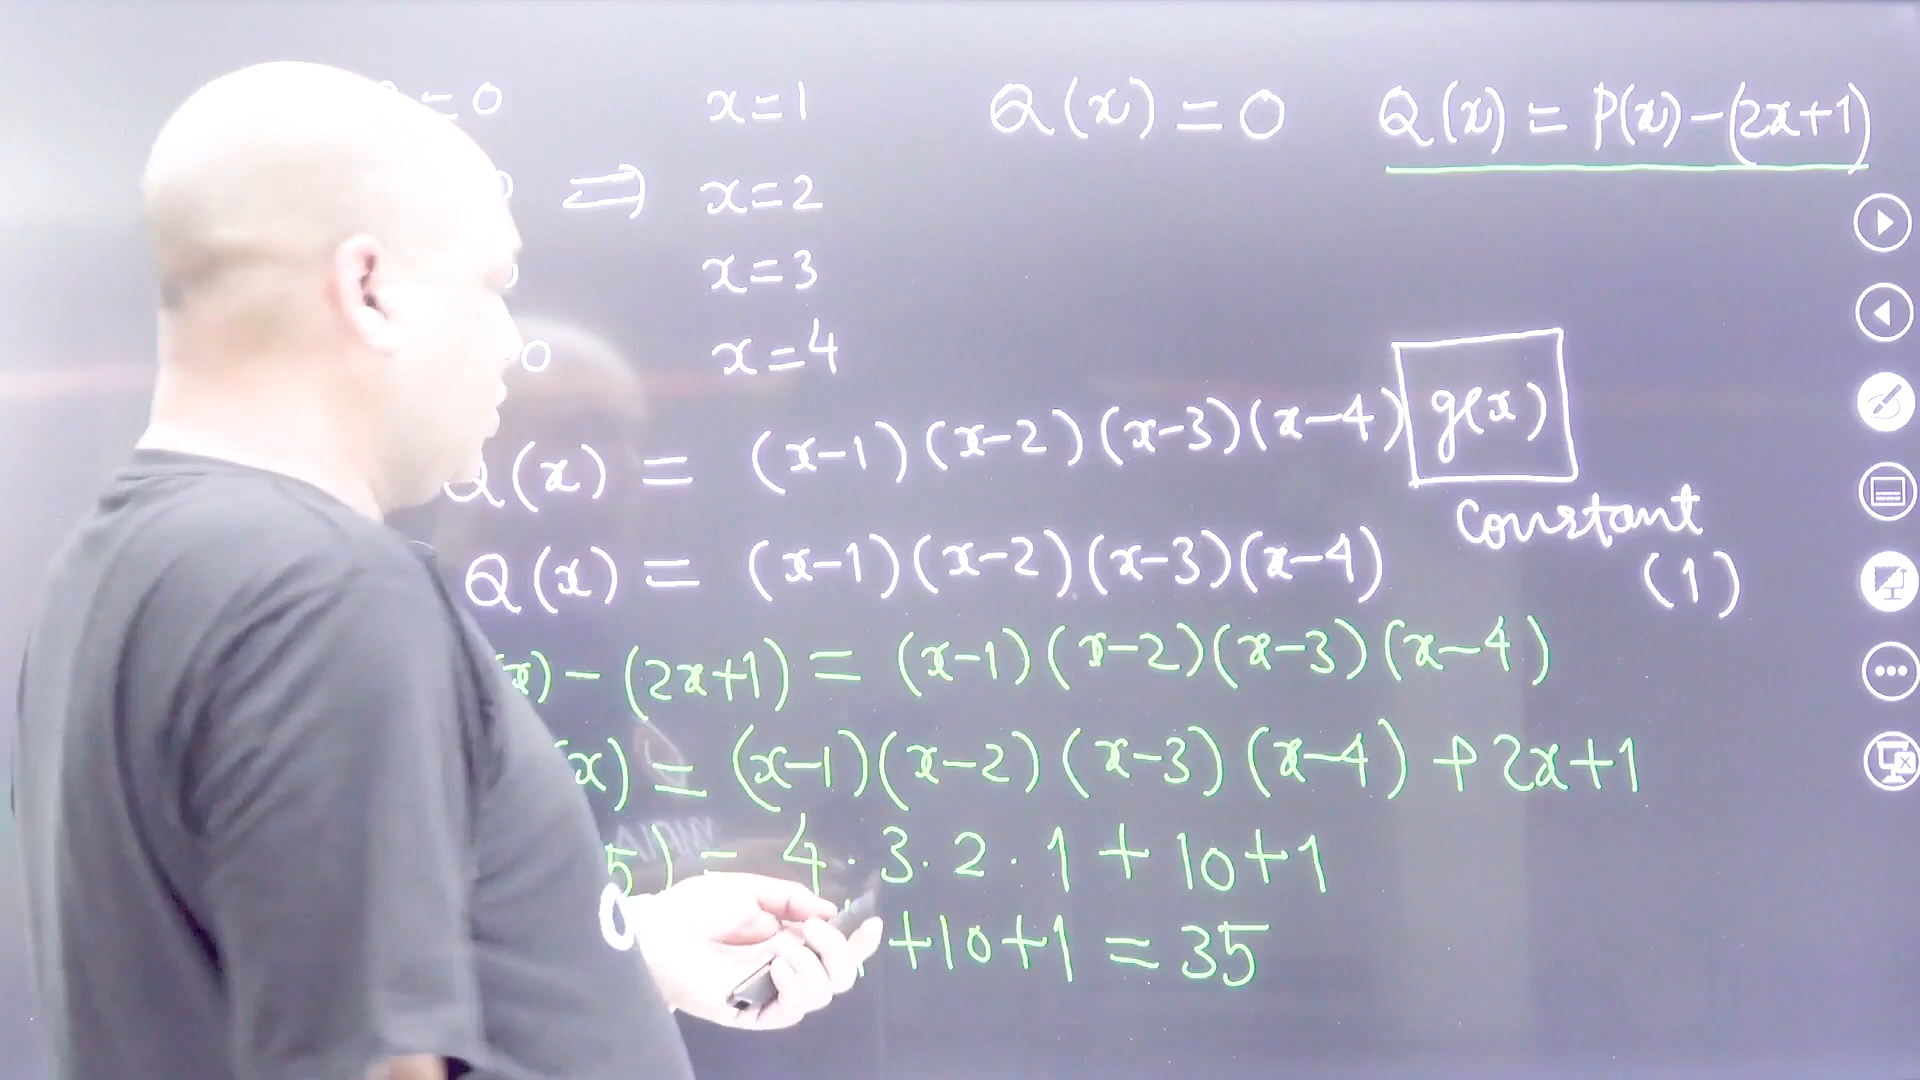 = 0 x=1 Q(x) = 0 Q(x) = P(x)-(2x+1)
⇒ x=2
x=3
0 x=4
Q(x) = (x-1)(x-2)(x-3)(x-4) g(x)
constant
Q(x) = (x-1)(x-2)(x-3)(x-4) (1)
x)-(2x+1) = (x-1)(x-2)(x-3)(x-4)
(x) = (x-1)(x-2)(x-3)(x-4)+2x+1
5) = 4·3·2·1+10+1
+10+1 = 35